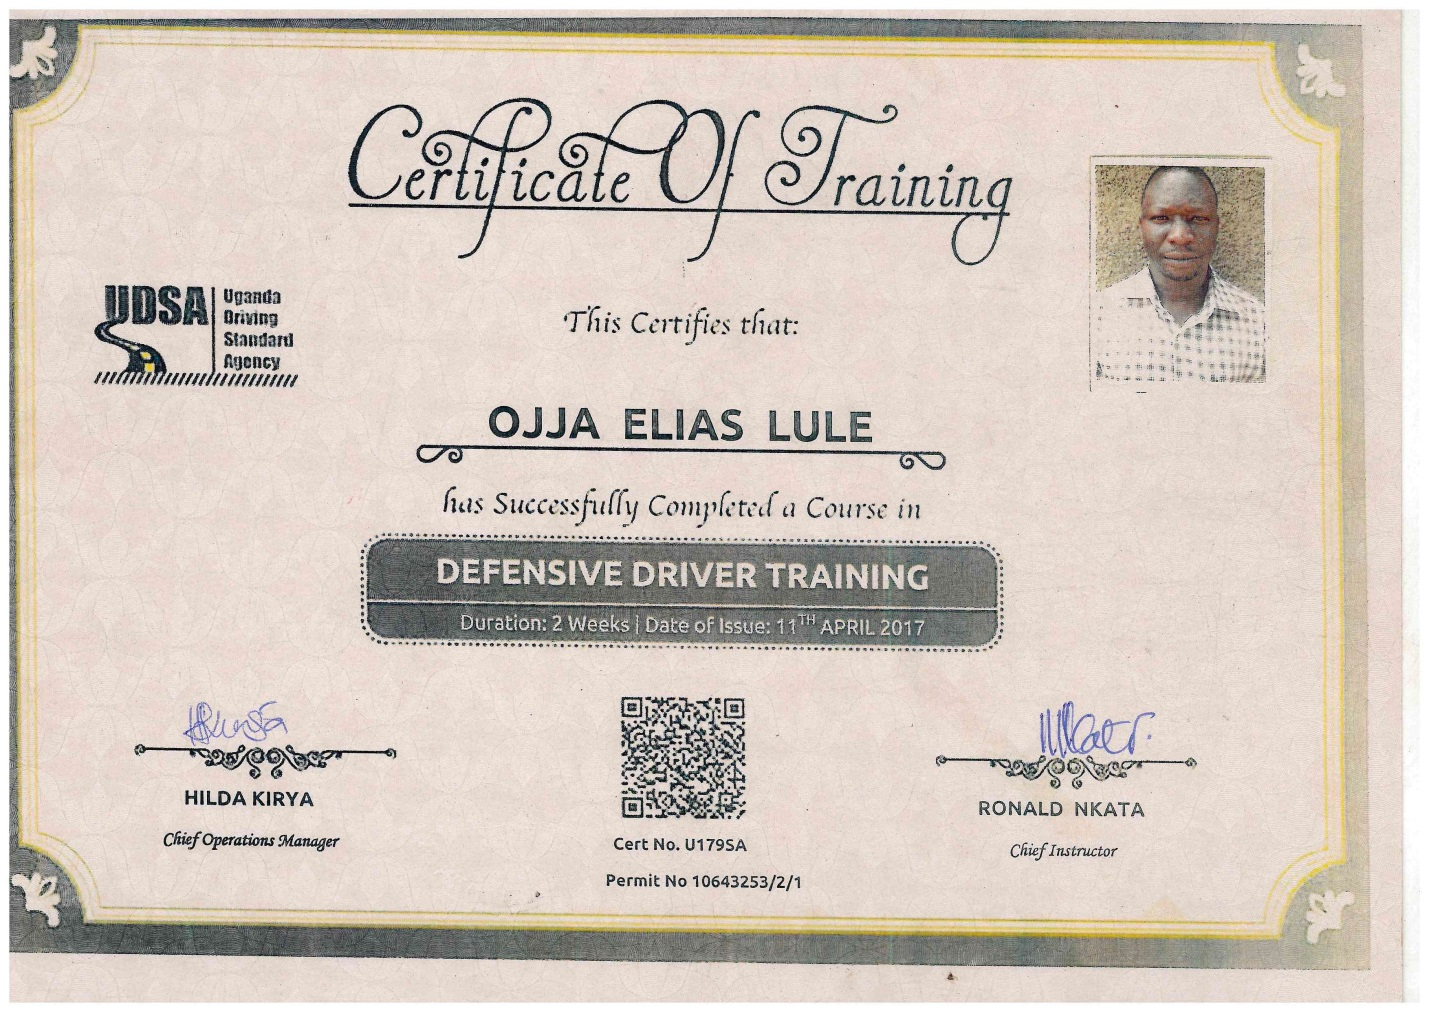 Certificate Of Training
UDSA
Uganda
Driving
Standard
Agency
This Certifies that:
OJJA ELIAS LULE
has Successfully Completed a Course in
DEFENSIVE DRIVER TRAINING
Duration: 2 Weeks | Date of Issue: 11TH APRIL 2017
HILDA KIRYA
Chief Operations Manager
Cert No. U179SA
Permit No 10643253/2/1
RONALD NKATA
Chief Instructor